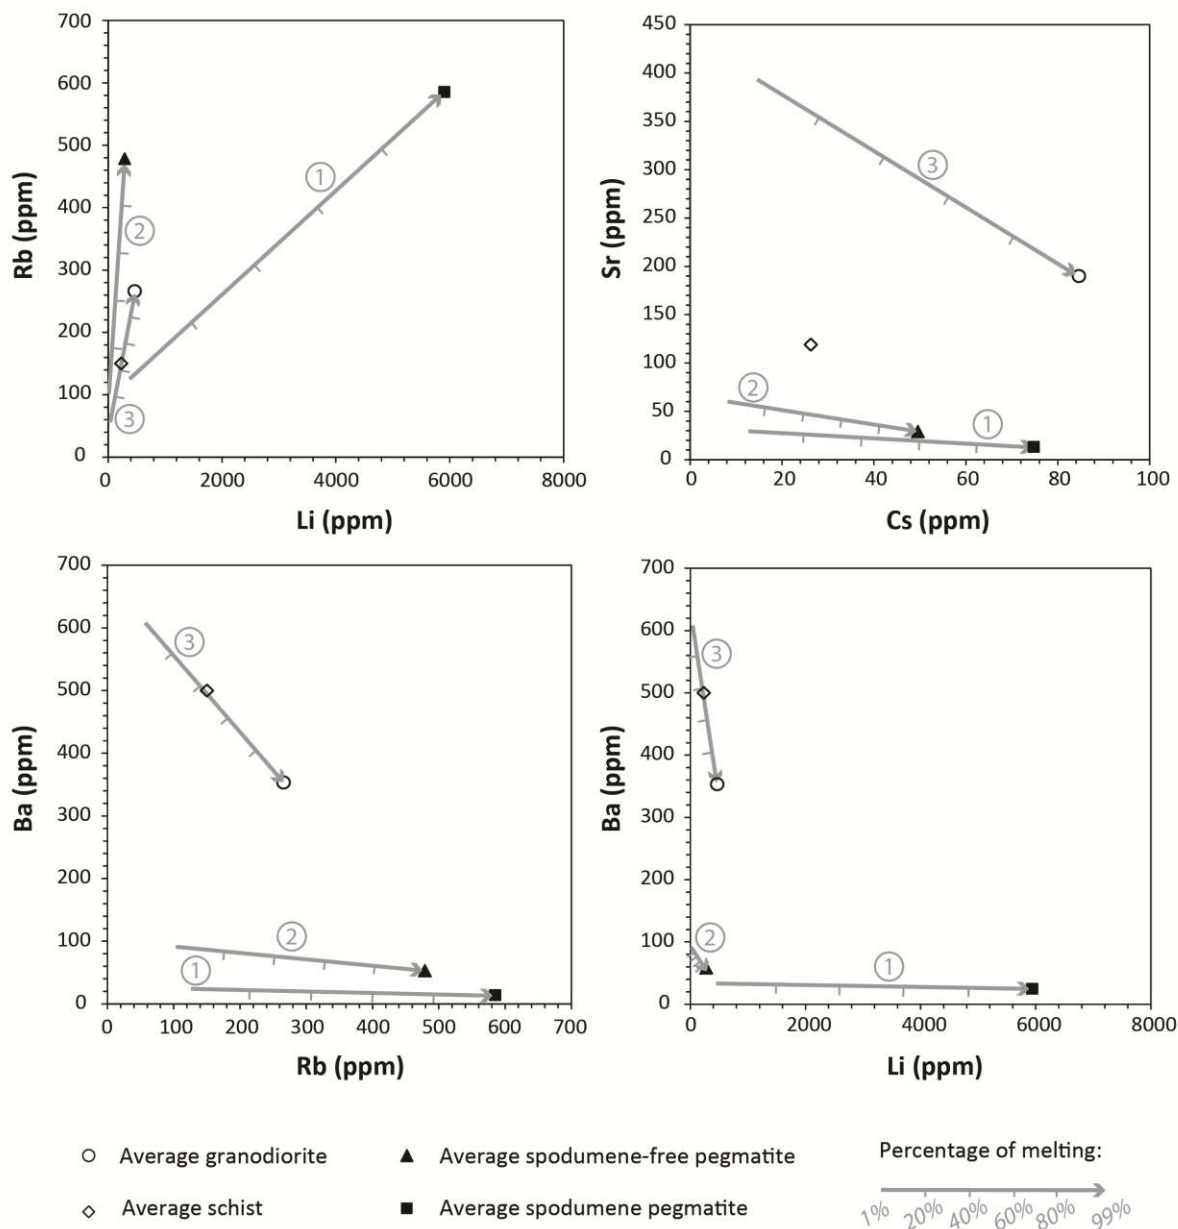 700
600
500
400
300
200
100
0
Rb (ppm)
1
2
3
0 2000 4000 6000 8000
Li (ppm)
450
400
350
300
250
200
150
100
50
0
Sr (ppm)
3
2
1
0 20 40 60 80 100
Cs (ppm)
700
600
500
400
300
200
100
0
Ba (ppm)
3
2
1
0 100 200 300 400 500 600 700
Rb (ppm)
700
600
500
400
300
200
100
0
Ba (ppm)
3
2
1
0 2000 4000 6000 8000
Li (ppm)
Average granodiorite
Average schist
Average spodumene-free pegmatite
Average spodumene pegmatite
Percentage of melting:
1% 20% 40% 60% 80% 99%